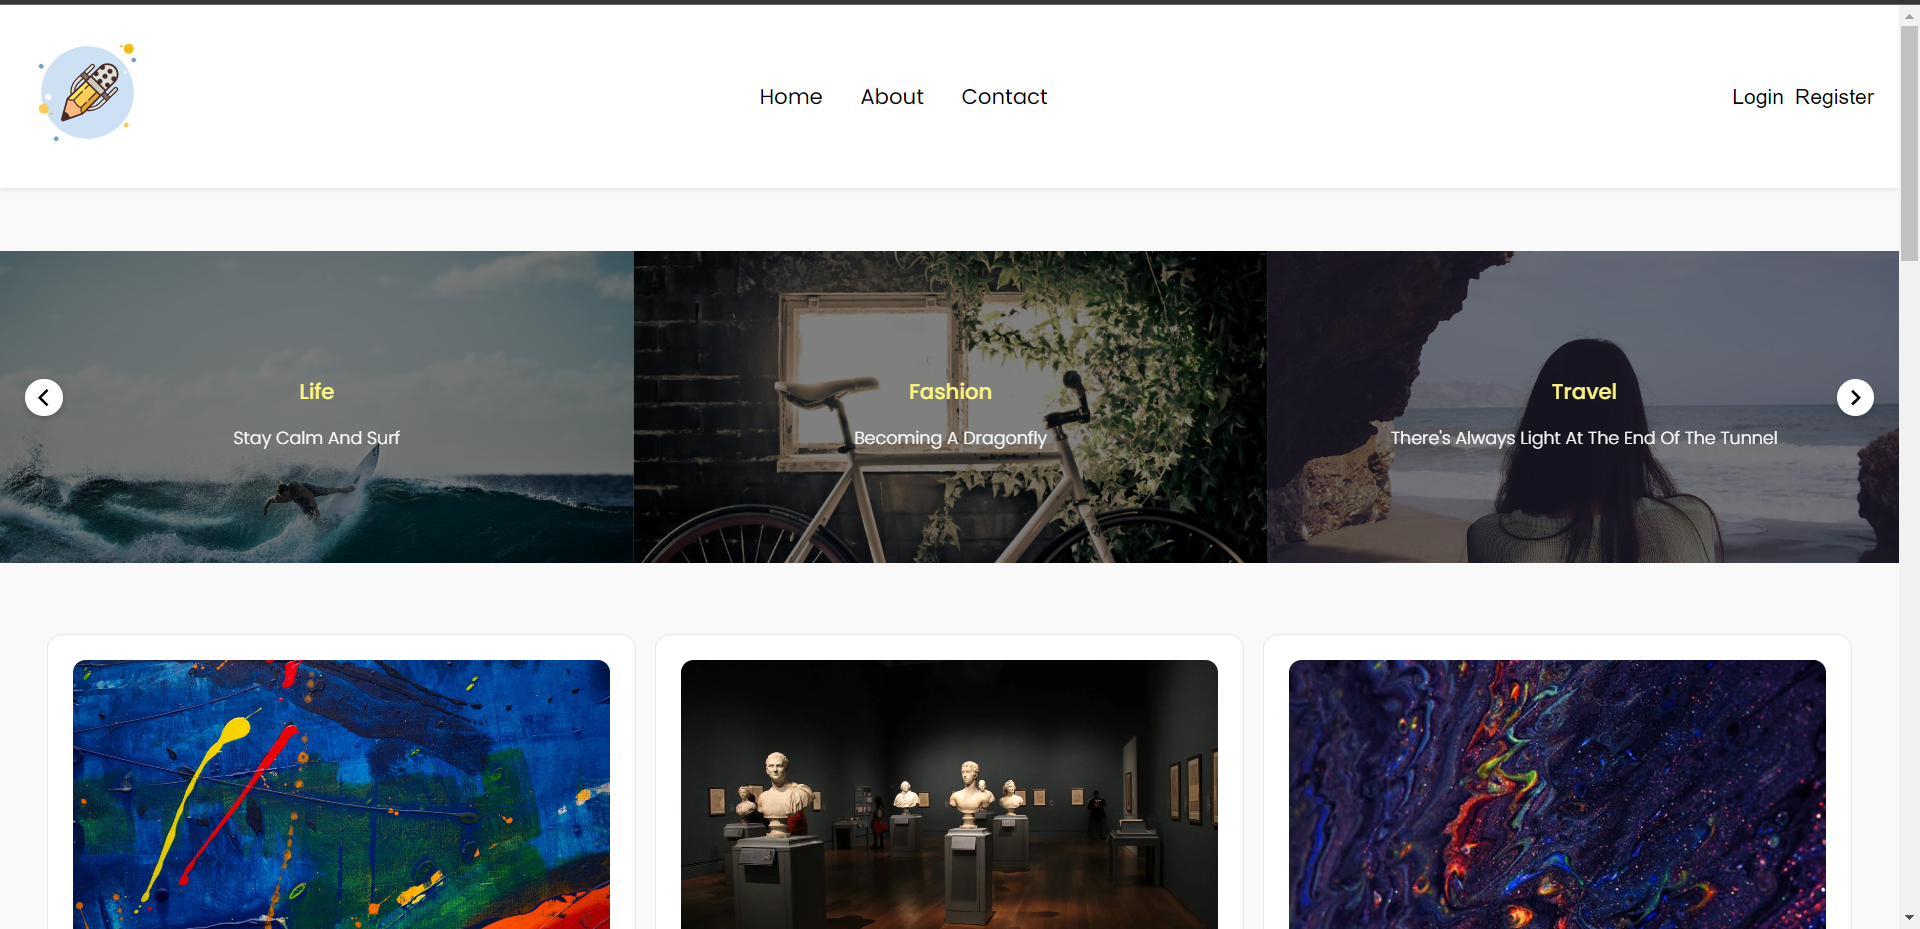 Home About Contact
Login Register
Life
Stay Calm And Surf
Fashion
Becoming A Dragonfly
Travel
There's Always Light At The End Of The Tunnel